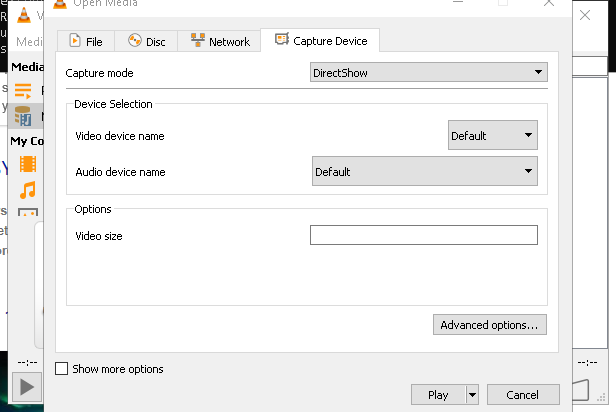 Open Media
V
Medi
File
Disc
Network
Capture Device
Media
Capture mode
DirectShow
Device Selection
Video device name
Default
My Co
Audio device name
Default
Options
Video size
Advanced options...
--:--
--:--
Show more options
Play
Cancel